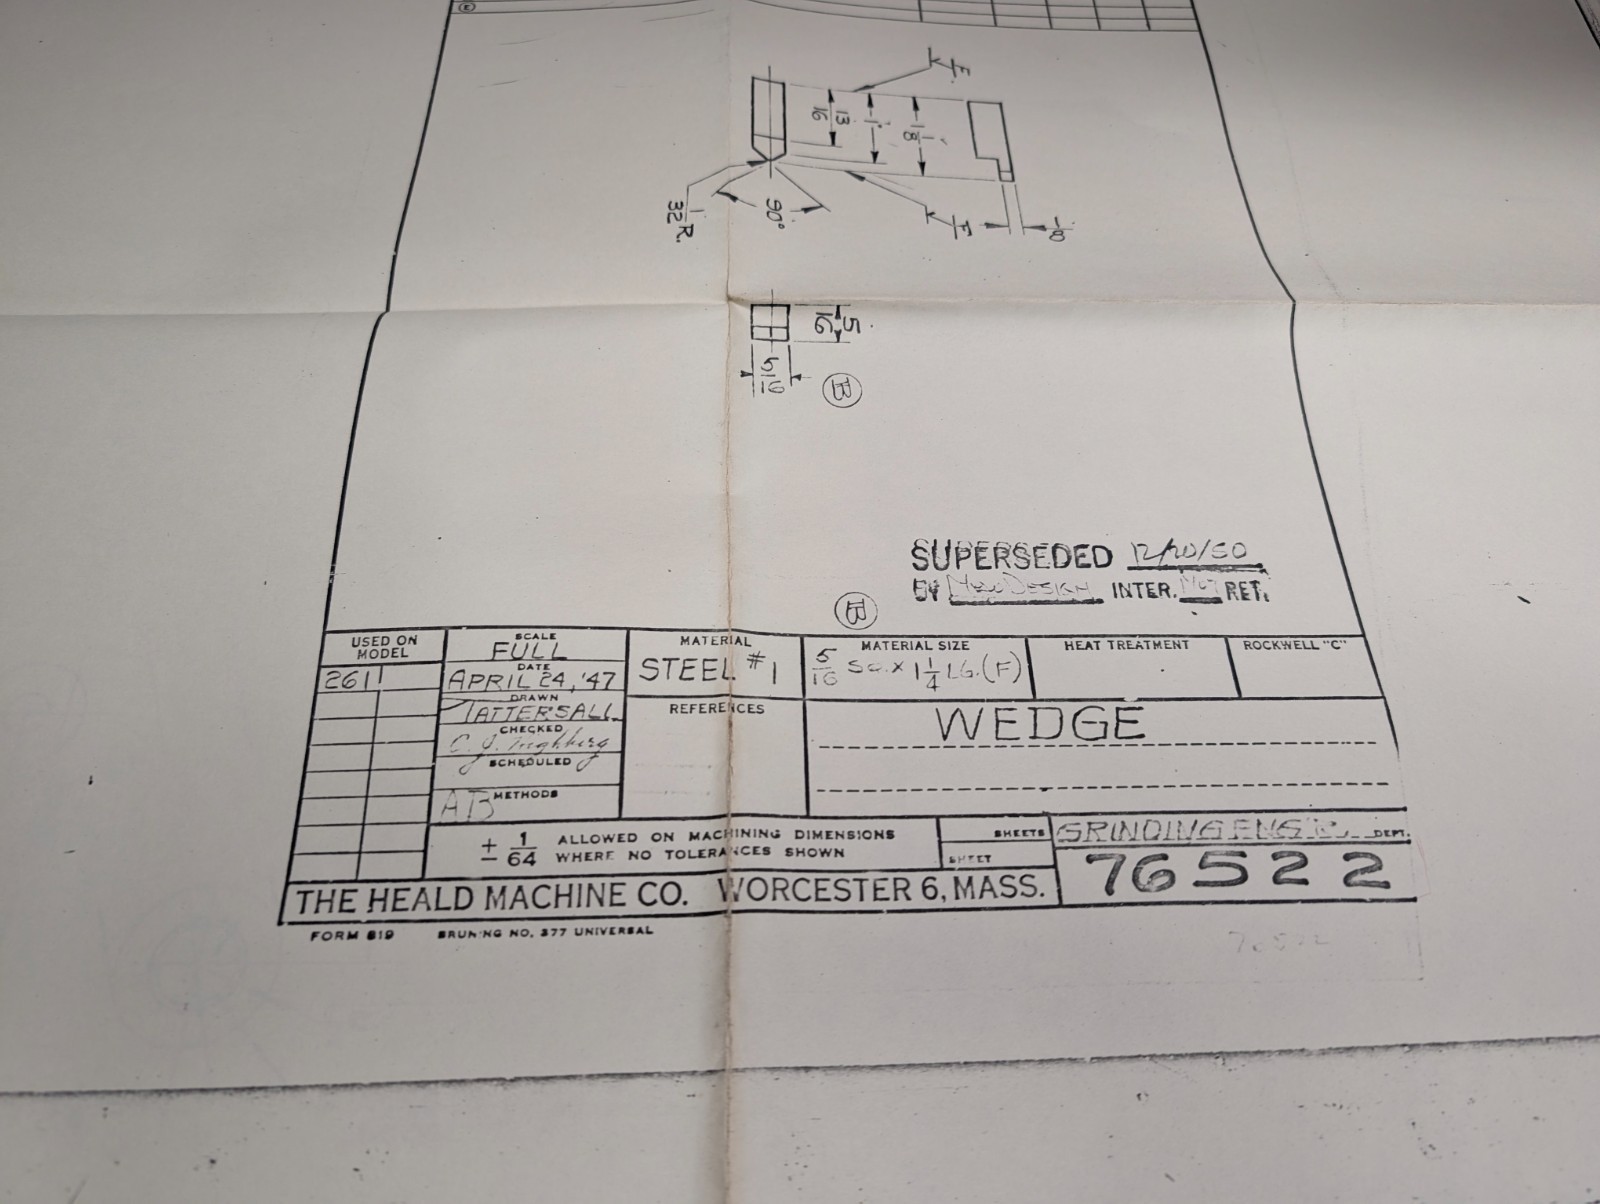 F
13
16
1"
1 1/8
1/8
F
90°
1/32 R.
5
16
5
16
B
SUPERSEDED 12/20/50
BY NEW DESIGN INTER. NOT RET.
B
USED ON MODEL
261
SCALE
FULL
DATE
APRIL 24, '47
DRAWN
TATTERSALL
CHECKED
C. J.
SCHEDULED
METHODS
MATERIAL
STEEL #1
REFERENCES
MATERIAL SIZE
5/16 SQ. x 1 1/4 LG. (F)
HEAT TREATMENT
ROCKWELL "C"
WEDGE
± 1/64 ALLOWED ON MACHINING DIMENSIONS
WHERE NO TOLERANCES SHOWN
SHEETS
SHEET
GRINDING ENG'R. DEPT.
76522
THE HEALD MACHINE CO. WORCESTER 6, MASS.
FORM 819 BRUNING NO. 377 UNIVERSAL
76522